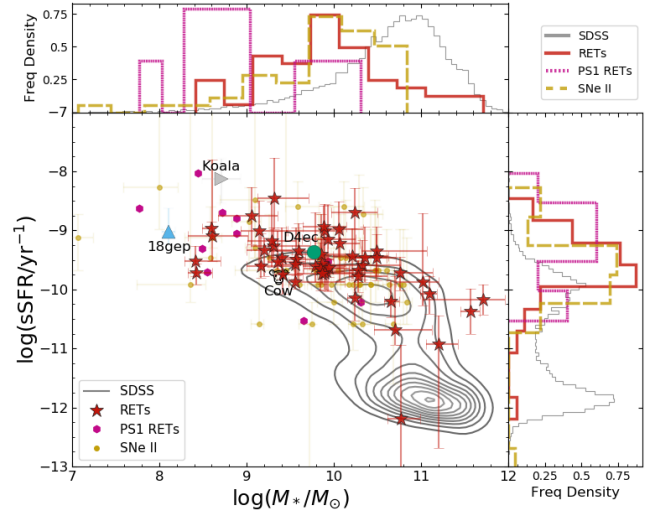 0.75
0.50
0.25
−7
Freq Density
SDSS
RETs
PS1 RETs
SNe II
−8
−9
−10
−11
−12
−13
log(sSFR/yr⁻¹)
Koala
18gep
D4ec
Cow
SDSS
RETs
PS1 RETs
SNe II
7
8
9
10
11
12
0.25
0.50
0.75
log(M*/M⊙)
Freq Density